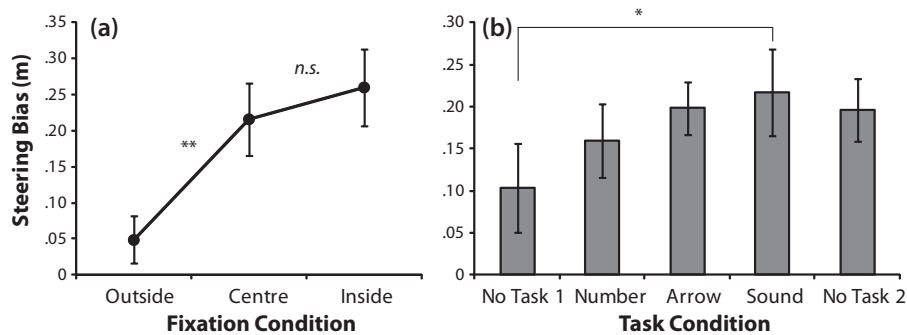 (a)
Steering Bias (m)
.35
.30
.25
.20
.15
.10
.05
0
**
n.s.
Outside Centre Inside
Fixation Condition
(b)
.30
.25
.20
.15
.10
.05
.00
*
No Task 1 Number Arrow Sound No Task 2
Task Condition